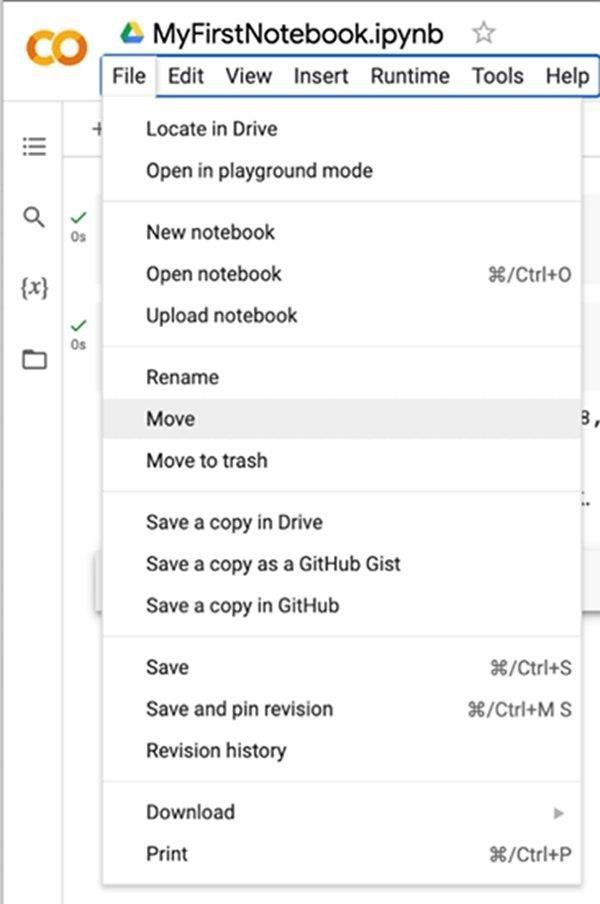 CO MyFirstNotebook.ipynb
File Edit View Insert Runtime Tools Help
+
Locate in Drive
Open in playground mode
New notebook
0s
{x}
Open notebook ⌘/Ctrl+O
Upload notebook
0s
Rename
Move
8,
Move to trash
Save a copy in Drive
Save a copy as a GitHub Gist
Save a copy in GitHub
Save ⌘/Ctrl+S
Save and pin revision ⌘/Ctrl+M S
Revision history
Download
Print ⌘/Ctrl+P